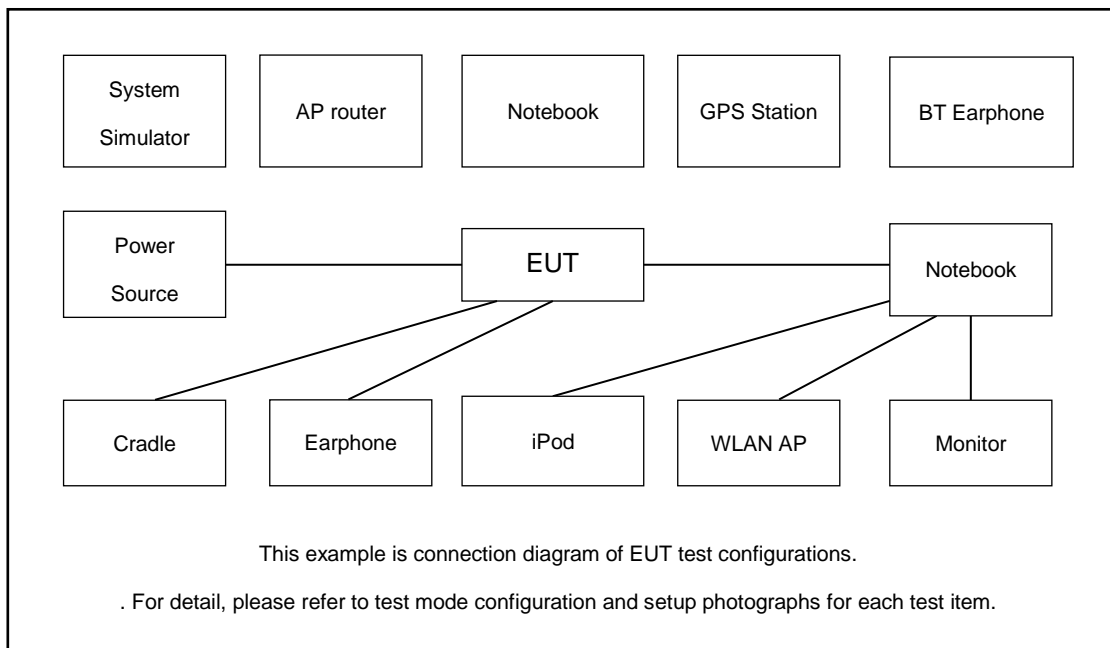 System
Simulator
AP router
Notebook
GPS Station
BT Earphone
Power
Source
EUT
Notebook
Cradle
Earphone
iPod
WLAN AP
Monitor
This example is connection diagram of EUT test configurations.
. For detail, please refer to test mode configuration and setup photographs for each test item.